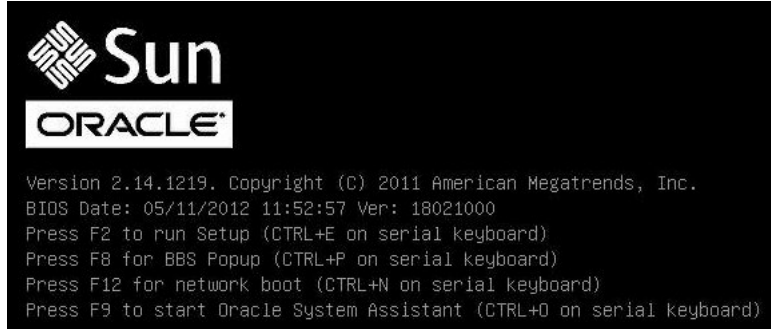 Sun
ORACLE
Version 2.14.1219. Copyright (C) 2011 American Megatrends, Inc.
BIOS Date: 05/11/2012 11:52:57 Ver: 18021000
Press F2 to run Setup (CTRL+E on serial keyboard)
Press F8 for BBS Popup (CTRL+P on serial keyboard)
Press F12 for network boot (CTRL+N on serial keyboard)
Press F9 to start Oracle System Assistant (CTRL+O on serial keyboard)